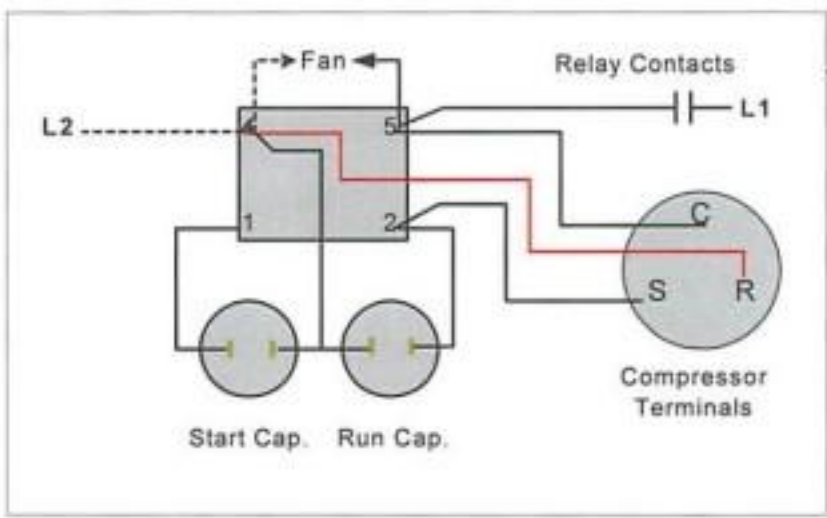 Fan
Relay Contacts
L2
4
5
L1
1
2
C
S
R
Compressor
Terminals
Start Cap.
Run Cap.